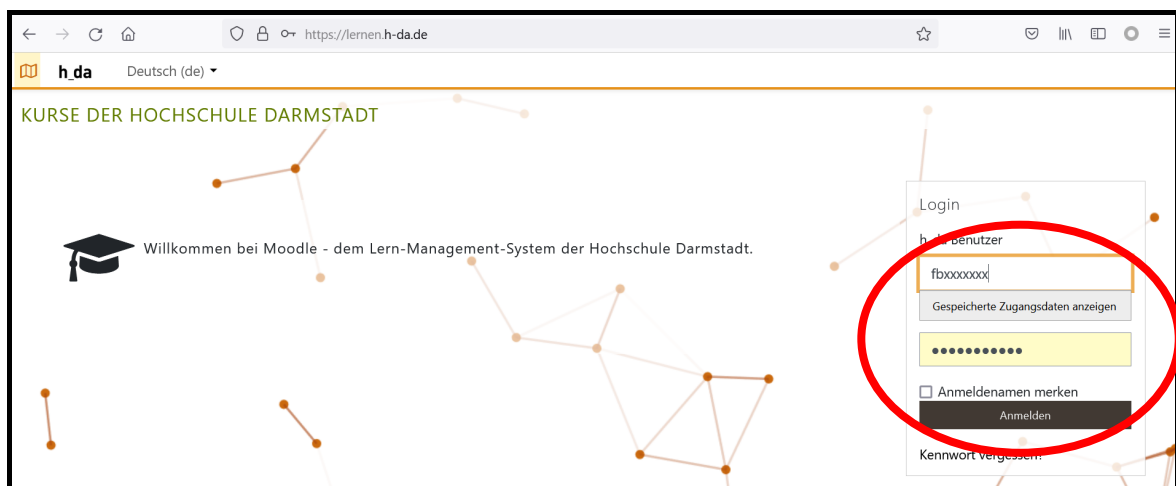 https://lernen.h-da.de
h_da Deutsch (de)
KURSE DER HOCHSCHULE DARMSTADT
Willkommen bei Moodle - dem Lern-Management-System der Hochschule Darmstadt.
Login
h_da Benutzer
fbxxxxxxx
Gespeicherte Zugangsdaten anzeigen
●●●●●●●●●●●
Anmeldenamen merken
Anmelden
Kennwort vergessen?